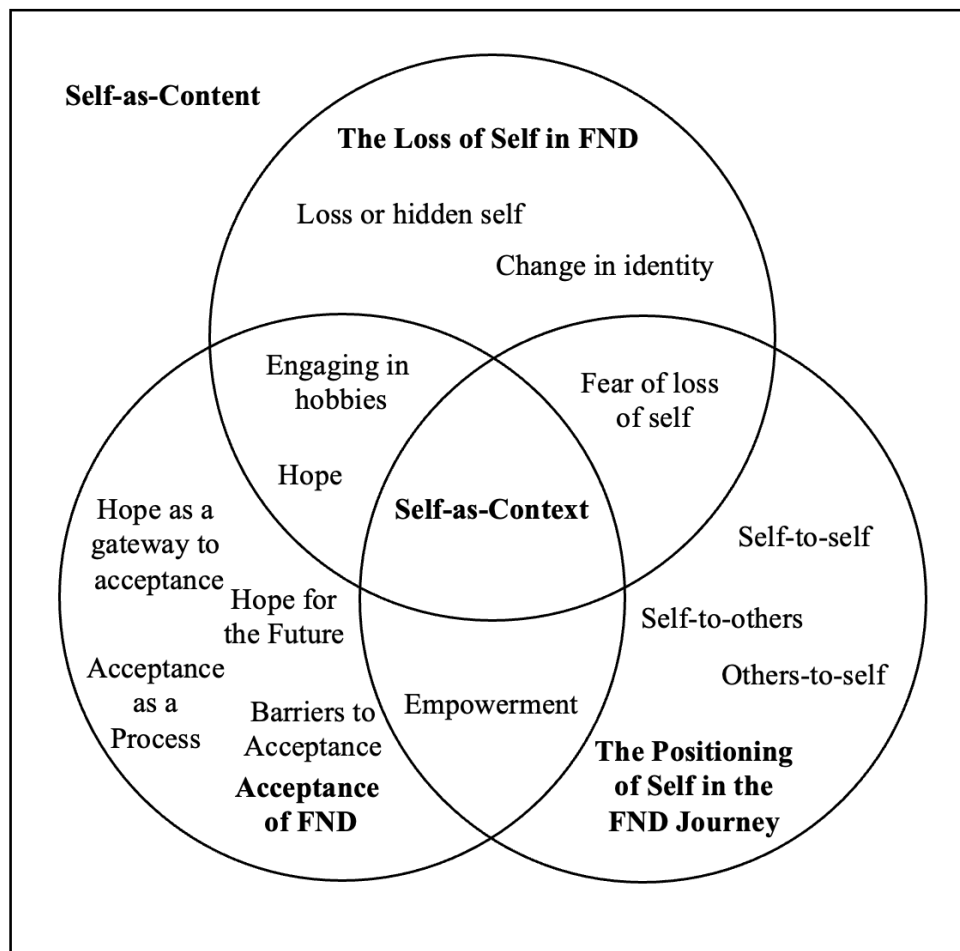 Self-as-Content
The Loss of Self in FND
Loss or hidden self
Change in identity
Engaging in
hobbies
Fear of loss
of self
Hope
Self-as-Context
Hope as a
gateway to
acceptance
Self-to-self
Hope for
the Future
Self-to-others
Acceptance
as a
Process
Others-to-self
Barriers to
Acceptance
Empowerment
Acceptance
of FND
The Positioning
of Self in the
FND Journey